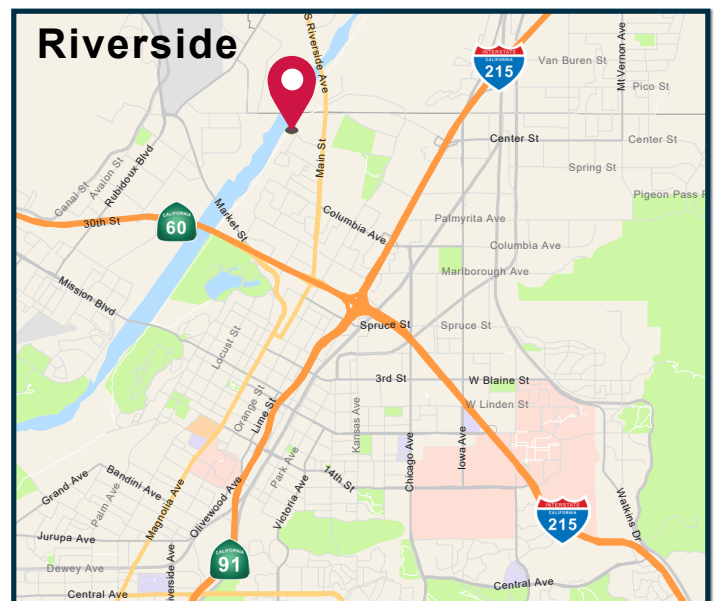 Riverside
S Riverside Ave
INTERSTATE
CALIFORNIA
215
Van Buren St
Mt Vernon Ave
Pico St
Main St
Center St
Center St
Spring St
Pigeon Pass R
Canal St
Avalon St
Rubidoux Blvd
30th St
CALIFORNIA
60
Market St
Columbia Ave
Palmyrita Ave
Columbia Ave
Marlborough Ave
Mission Blvd
Spruce St
Spruce St
Locust St
3rd St
W Blaine St
W Linden St
Orange St
Lime St
Kansas Ave
Chicago Ave
Iowa Ave
Grand Ave
Bandini Ave
Palm Ave
Magnolia Ave
Olivewood Ave
Park Ave
Victoria Ave
14th St
INTERSTATE
CALIFORNIA
215
Watkins Dr
Jurupa Ave
Dewey Ave
CALIFORNIA
91
Central Ave
iverside Ave
Central Ave